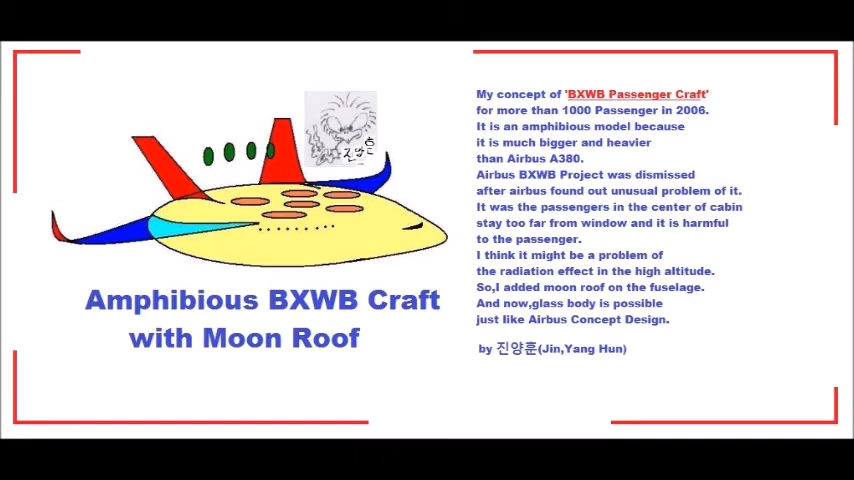 진양훈
Amphibious BXWB Craft
with Moon Roof
My concept of 'BXWB Passenger Craft'
for more than 1000 Passenger in 2006.
It is an amphibious model because
it is much bigger and heavier
than Airbus A380.
Airbus BXWB Project was dismissed
after airbus found out unusual problem of it.
It was the passengers in the center of cabin
stay too far from window and it is harmful
to the passenger.
I think it might be a problem of
the radiation effect in the high altitude.
So,I added moon roof on the fuselage.
And now,glass body is possible
just like Airbus Concept Design.
by 진양훈(Jin,Yang Hun)